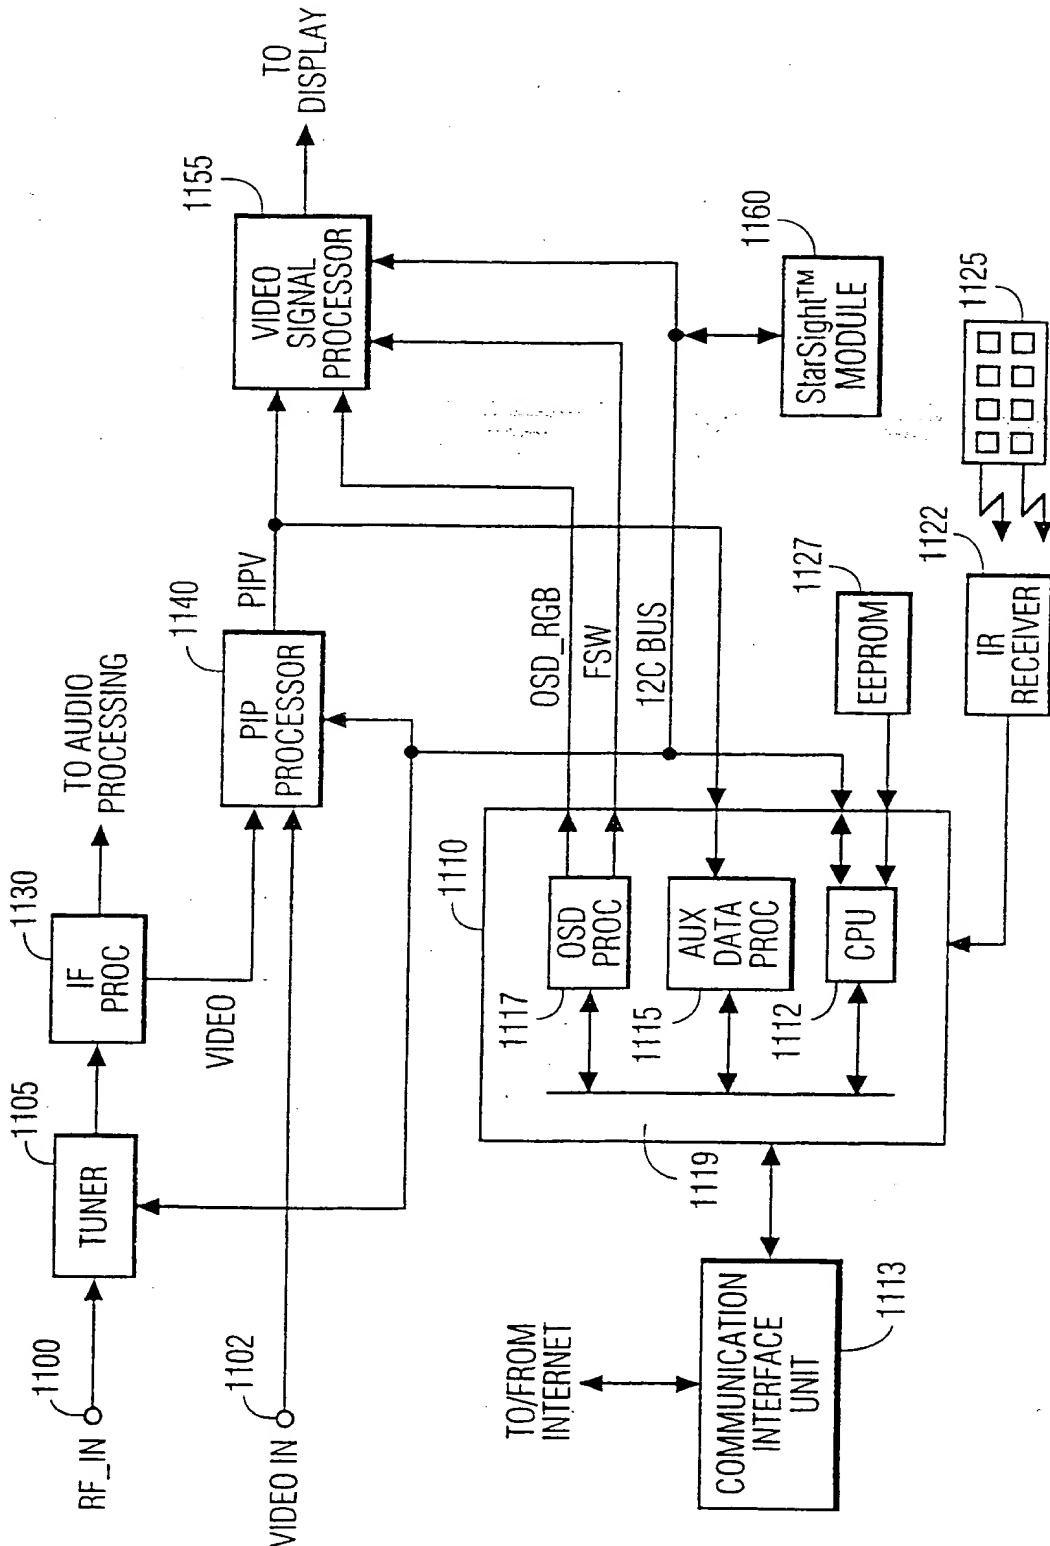 1100
RF_IN
1105
TUNER
1130
IF
PROC
TO AUDIO
PROCESSING
VIDEO
1102
VIDEO IN
1140
PIP
PROCESSOR
PIPV
1155
VIDEO
SIGNAL
PROCESSOR
TO
DISPLAY
OSD_RGB
FSW
12C BUS
1110
1117
OSD
PROC
1115
AUX
DATA
PROC
1112
CPU
1119
1160
StarSight™
MODULE
1127
EEPROM
1125
1122
IR
RECEIVER
TO/FROM
INTERNET
COMMUNICATION
INTERFACE
UNIT
1113